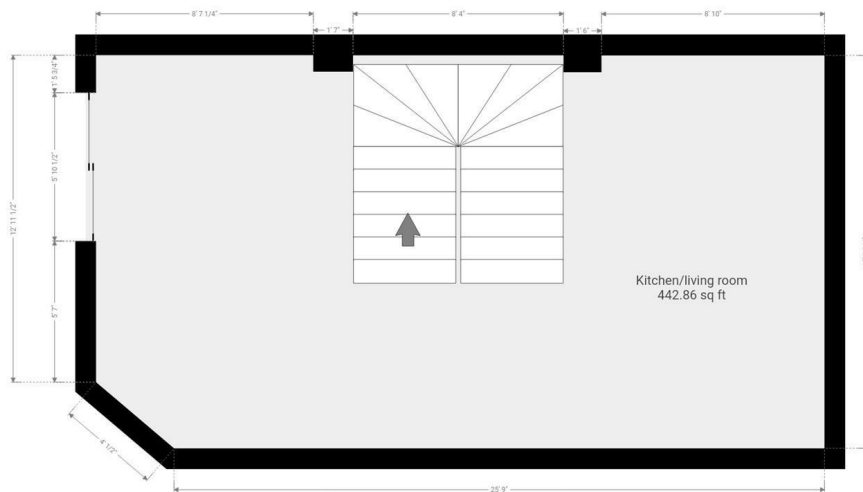 8' 7 1/4"
1' 7"
8' 4"
1' 6"
8' 10"
1' 5 3/4"
5' 10 1/2"
12' 11 1/2"
5' 7"
Kitchen/living room
442.86 sq ft
4' 1/2"
25' 9"